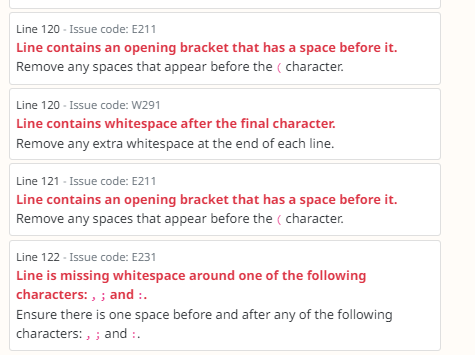 Line 120 - Issue code: E211
Line contains an opening bracket that has a space before it.
Remove any spaces that appear before the ( character.
Line 120 - Issue code: W291
Line contains whitespace after the final character.
Remove any extra whitespace at the end of each line.
Line 121 - Issue code: E211
Line contains an opening bracket that has a space before it.
Remove any spaces that appear before the ( character.
Line 122 - Issue code: E231
Line is missing whitespace around one of the following
characters: , ; and :.
Ensure there is one space before and after any of the following
characters: , ; and :.